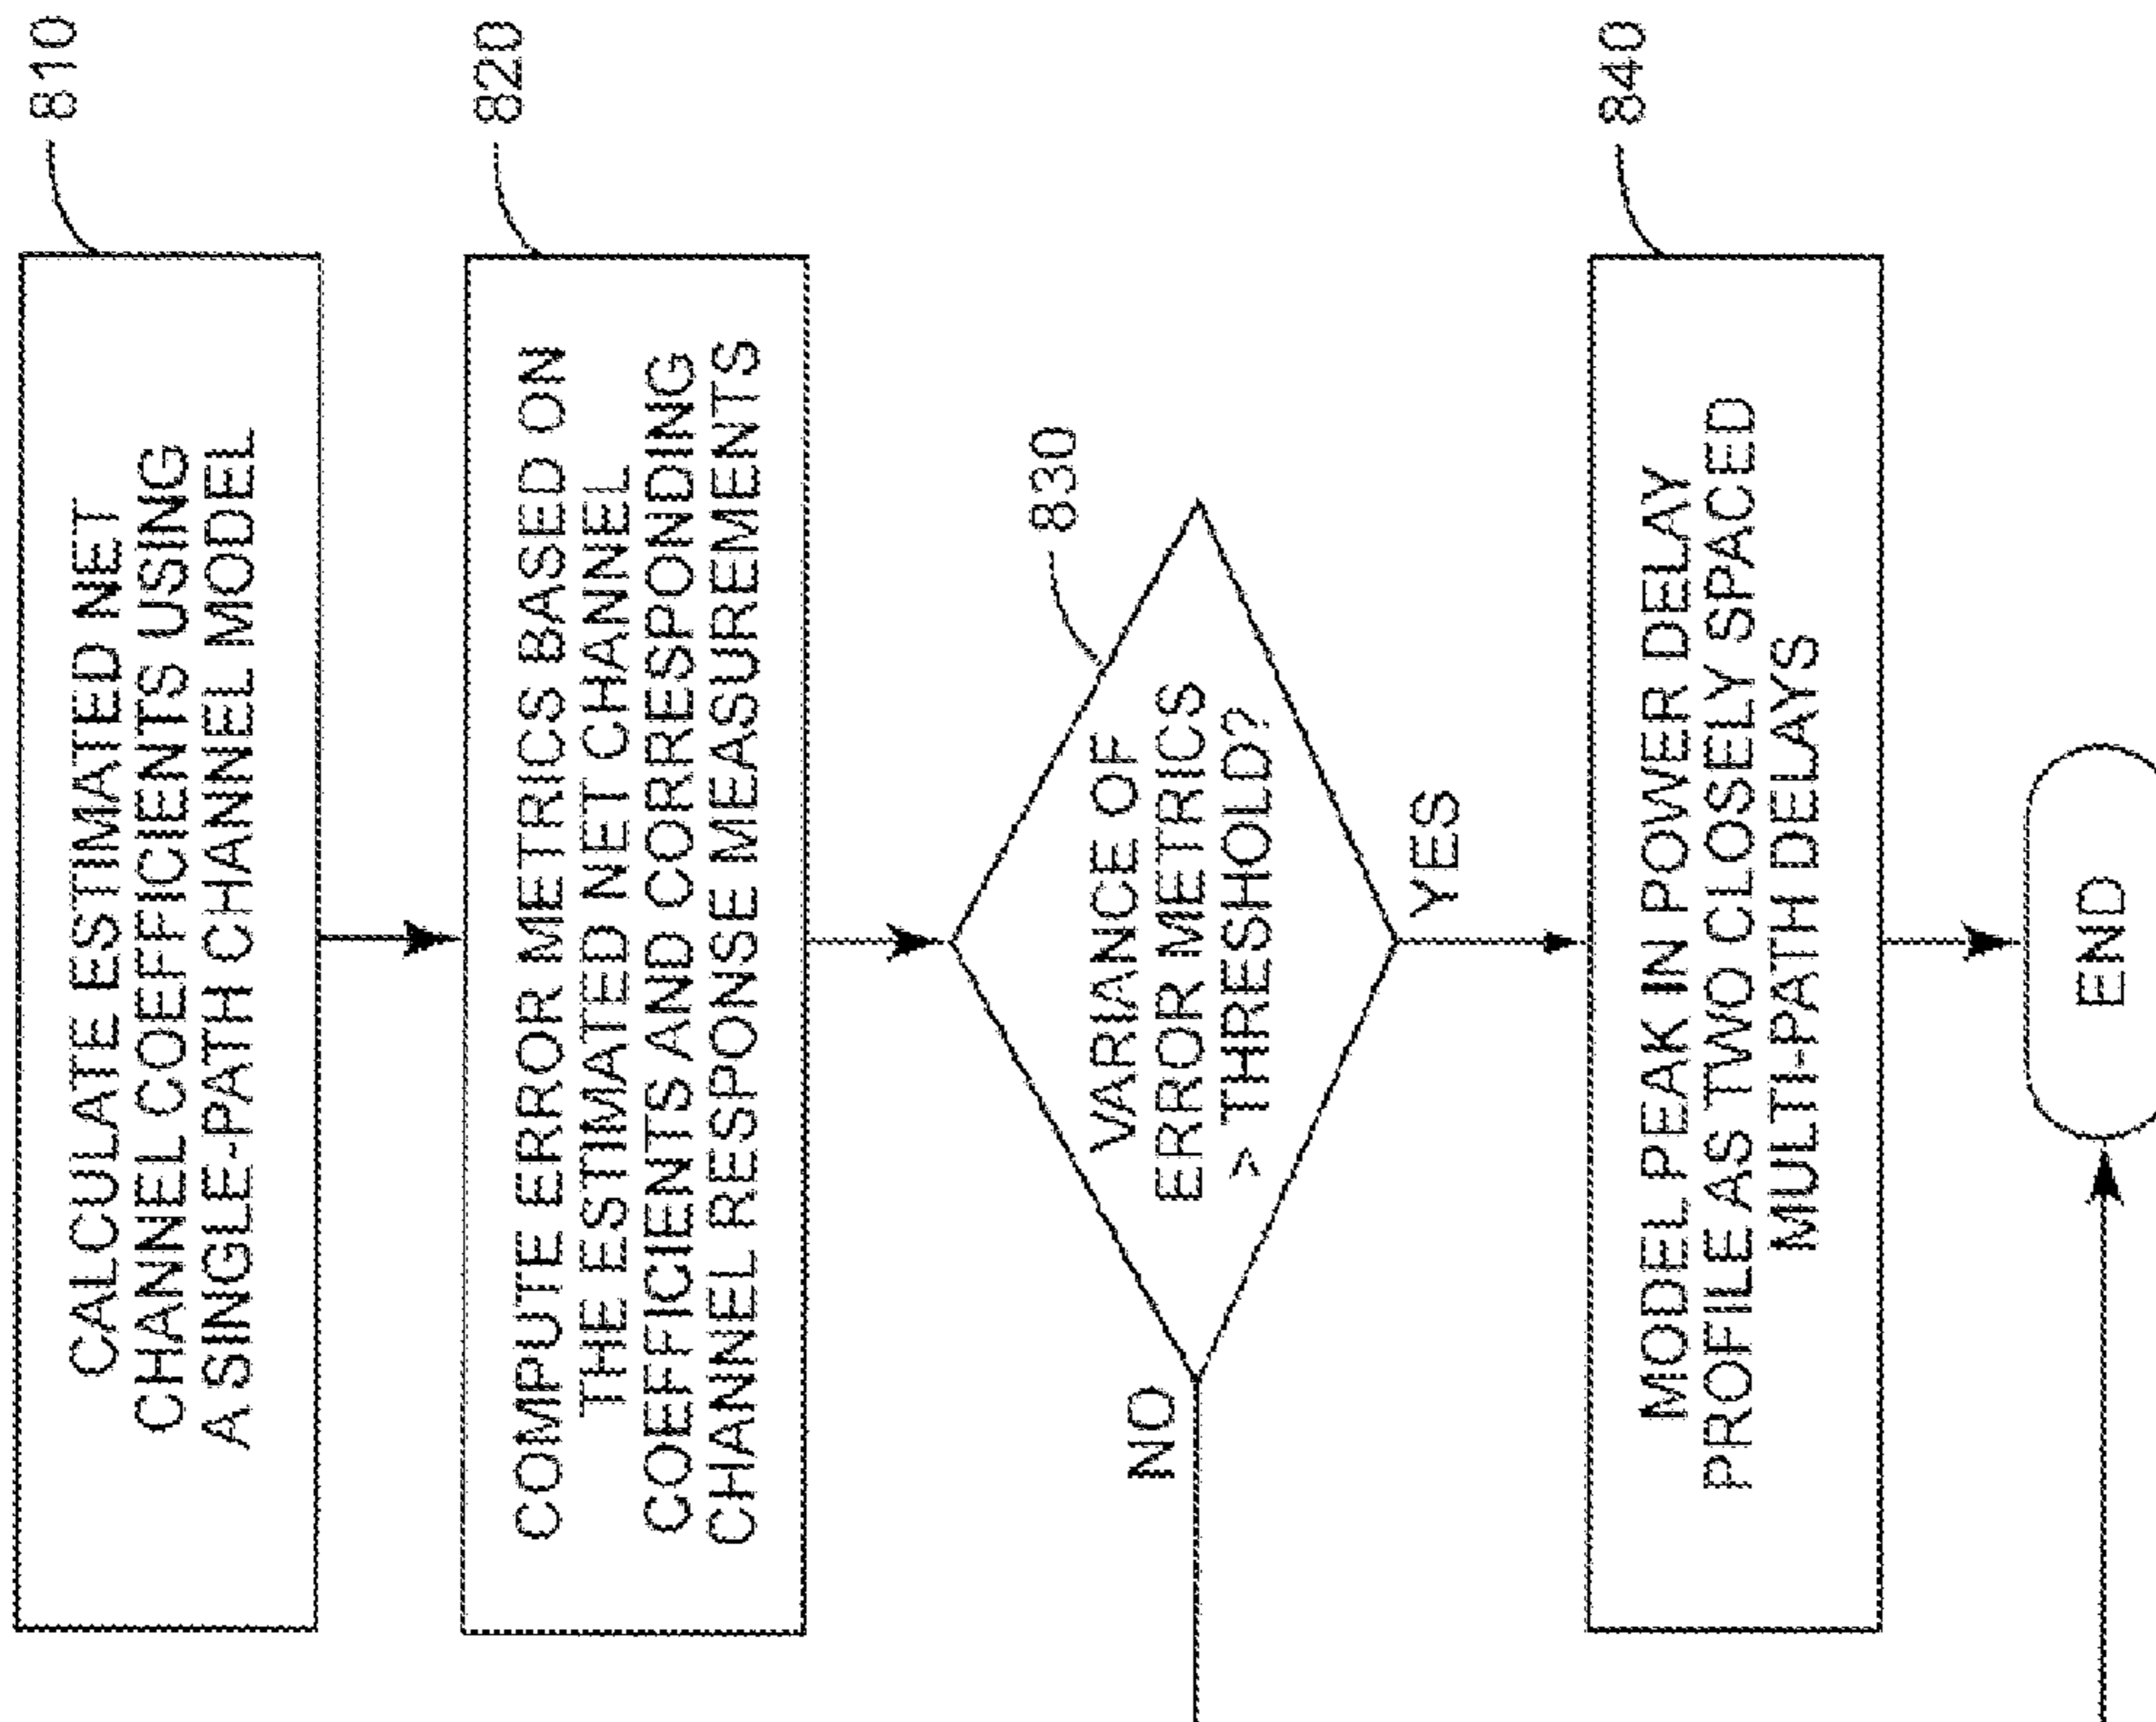 CALCULATE ESTIMATED NET
CHANNEL COEFFICIENTS USING
A SINGLE-PATH CHANNEL MODEL
810
COMPUTE ERROR METRICS BASED ON
THE ESTIMATED NET CHANNEL
COEFFICIENTS AND CORRESPONDING
CHANNEL RESPONSE MEASUREMENTS
820
830
VARIANCE OF
ERROR METRICS
> THRESHOLD?
NO
YES
MODEL PEAK IN POWER DELAY
PROFILE AS TWO CLOSELY SPACED
MULTI-PATH DELAYS
840
END